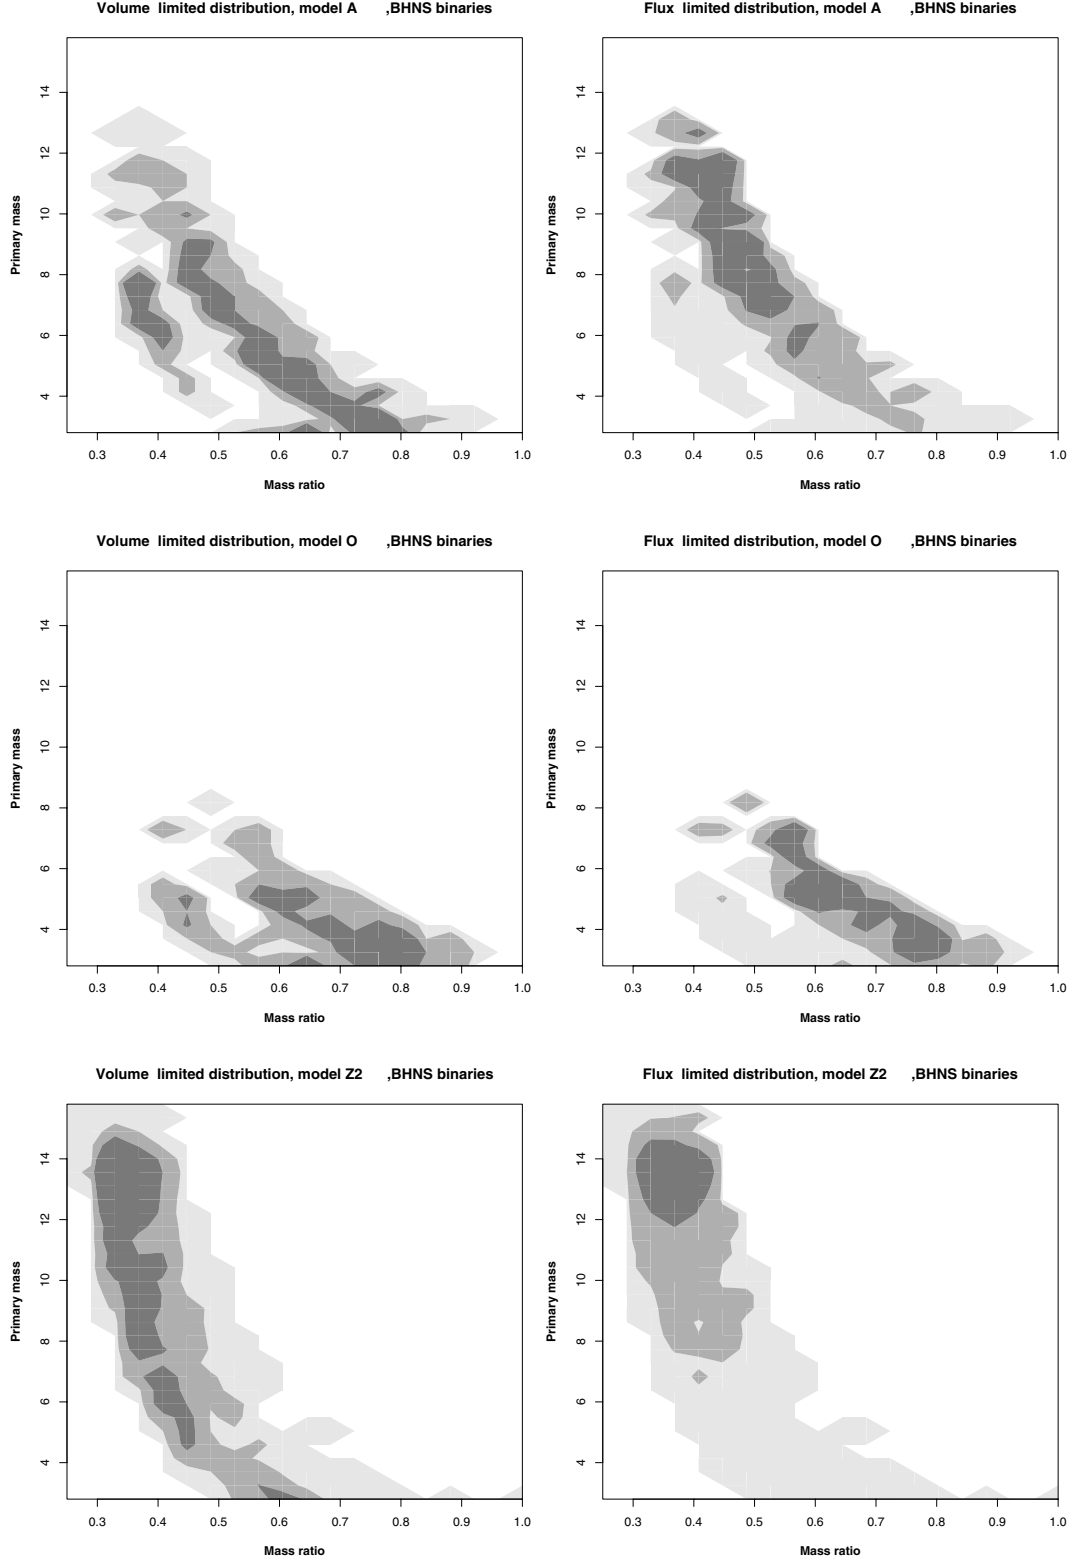 Volume limited distribution, model A ,BHNS binaries
Primary mass
14
12
10
8
6
4
0.3 0.4 0.5 0.6 0.7 0.8 0.9 1.0
Mass ratio
Flux limited distribution, model A ,BHNS binaries
Primary mass
14
12
10
8
6
4
0.3 0.4 0.5 0.6 0.7 0.8 0.9 1.0
Mass ratio
Volume limited distribution, model O ,BHNS binaries
Primary mass
14
12
10
8
6
4
0.3 0.4 0.5 0.6 0.7 0.8 0.9 1.0
Mass ratio
Flux limited distribution, model O ,BHNS binaries
Primary mass
14
12
10
8
6
4
0.3 0.4 0.5 0.6 0.7 0.8 0.9 1.0
Mass ratio
Volume limited distribution, model Z2 ,BHNS binaries
Primary mass
14
12
10
8
6
4
0.3 0.4 0.5 0.6 0.7 0.8 0.9 1.0
Mass ratio
Flux limited distribution, model Z2 ,BHNS binaries
Primary mass
14
12
10
8
6
4
0.3 0.4 0.5 0.6 0.7 0.8 0.9 1.0
Mass ratio